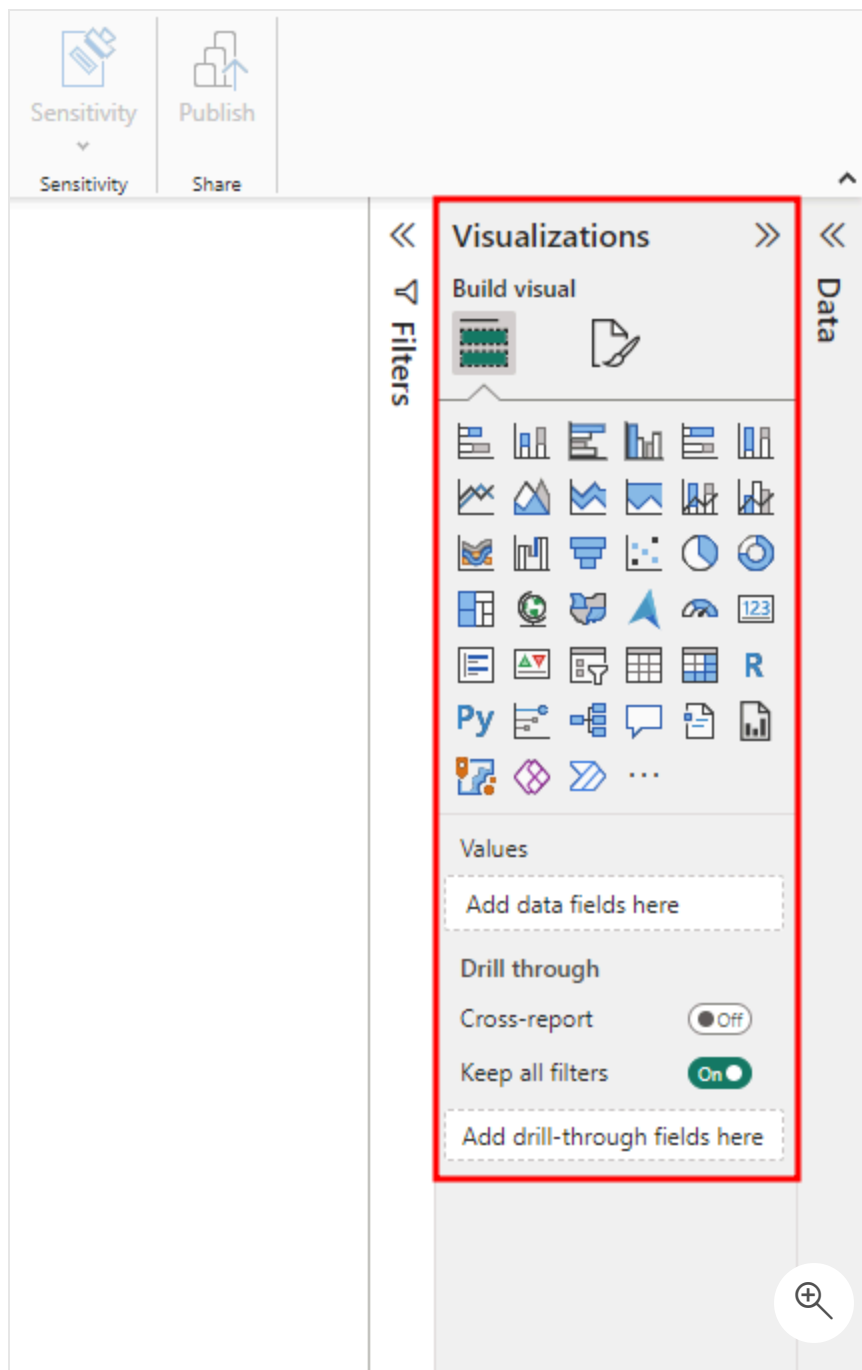 Sensitivity
Publish
Sensitivity
Share
Visualizations
Build visual
Filters
Data
123
R
Py
Values
Add data fields here
Drill through
Cross-report
Off
Keep all filters
On
Add drill-through fields here